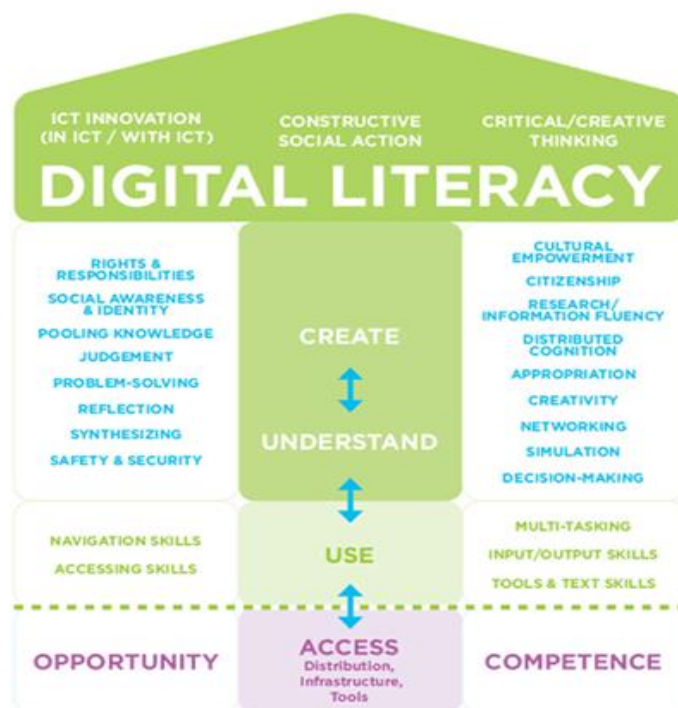 ICT INNOVATION
(IN ICT / WITH ICT)
CONSTRUCTIVE
SOCIAL ACTION
CRITICAL/CREATIVE
THINKING
DIGITAL LITERACY
RIGHTS &
RESPONSIBILITIES
SOCIAL AWARENESS
& IDENTITY
POOLING KNOWLEDGE
JUDGEMENT
PROBLEM-SOLVING
REFLECTION
SYNTHESIZING
SAFETY & SECURITY
CREATE
UNDERSTAND
CULTURAL
EMPOWERMENT
CITIZENSHIP
RESEARCH/
INFORMATION FLUENCY
DISTRIBUTED
COGNITION
APPROPRIATION
CREATIVITY
NETWORKING
SIMULATION
DECISION-MAKING
NAVIGATION SKILLS
ACCESSING SKILLS
USE
MULTI-TASKING
INPUT/OUTPUT SKILLS
TOOLS & TEXT SKILLS
OPPORTUNITY
ACCESS
Distribution,
Infrastructure,
Tools
COMPETENCE